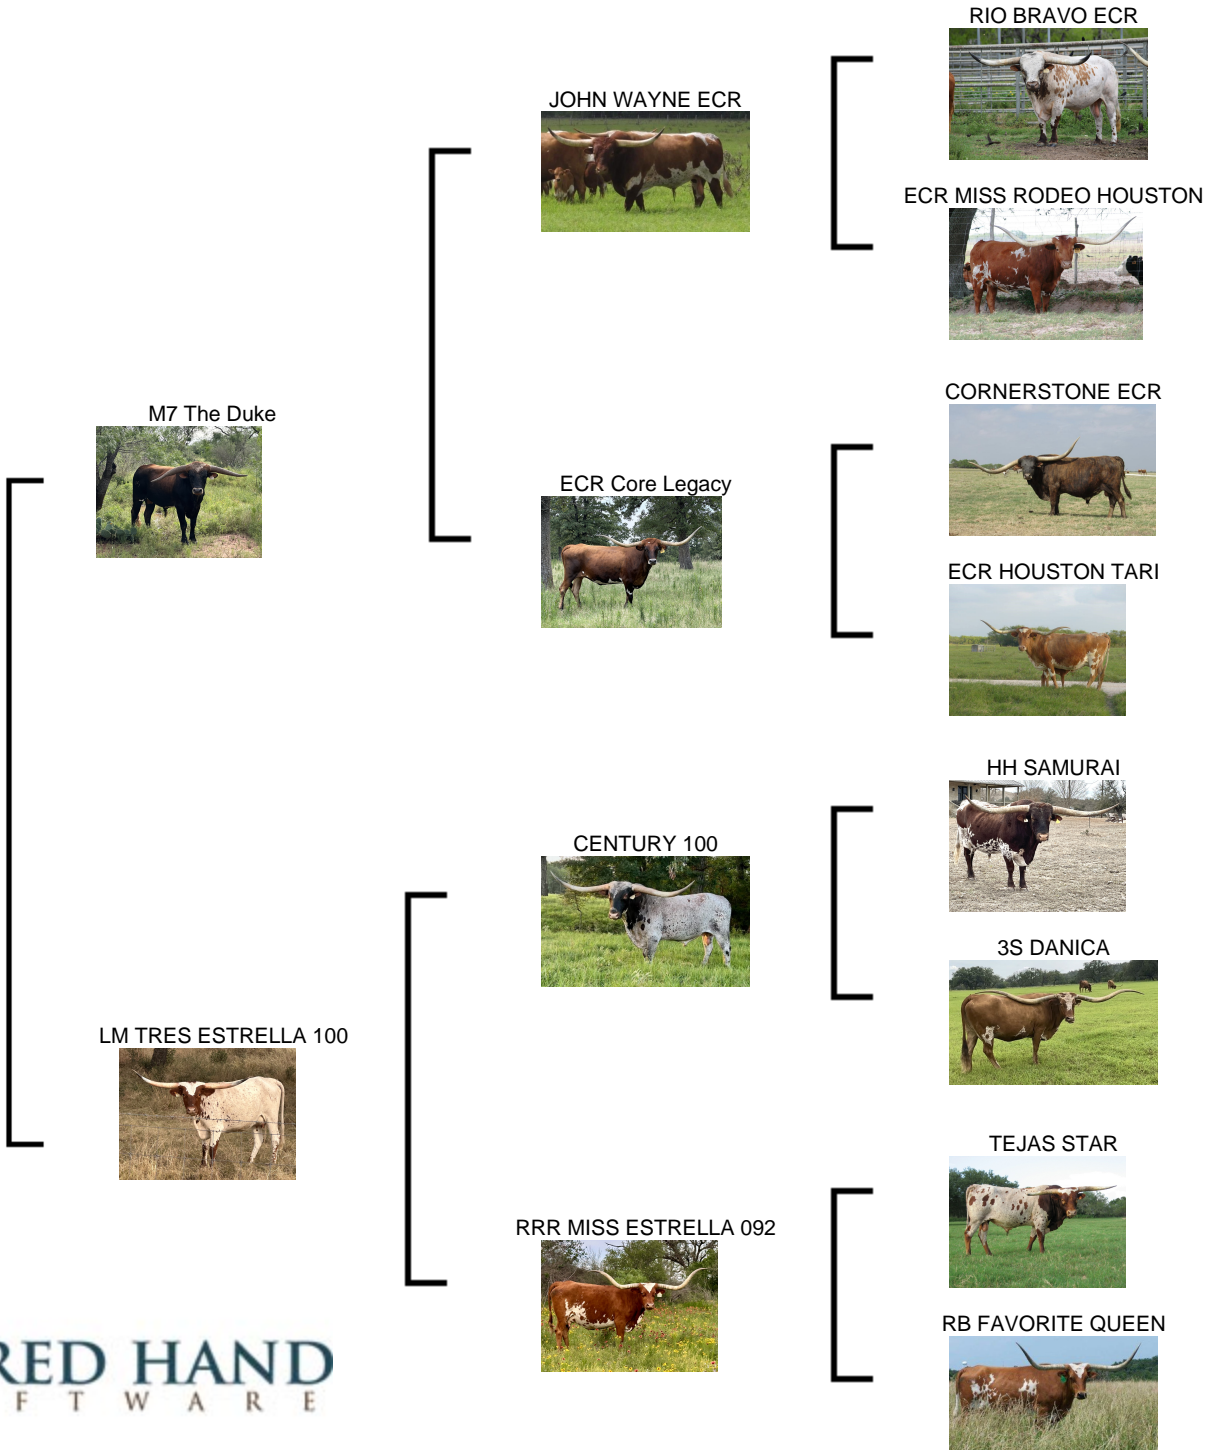 RIO BRAVO ECR
JOHN WAYNE ECR
ECR MISS RODEO HOUSTON
CORNERSTONE ECR
M7 The Duke
ECR Core Legacy
ECR HOUSTON TARI
HH SAMURAI
CENTURY 100
3S DANICA
LM TRES ESTRELLA 100
TEJAS STAR
RRR MISS ESTRELLA 092
RB FAVORITE QUEEN
RED HAND
F T W A R E